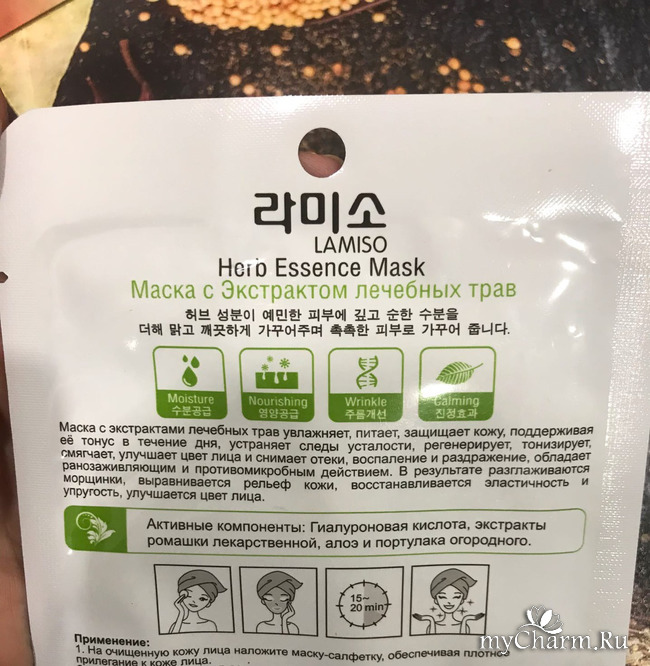 라미소
LAMISO
Herb Essence Mask
Маска с Экстрактом лечебных трав
허브 성분이 예민한 피부에 깊고 순한 수분을
더해 맑고 깨끗하게 가꾸어주며 촉촉한 피부로 가꾸어 줍니다.
Moisture
수분공급
Nourishing
영양공급
Wrinkle
주름개선
Calming
진정효과
Маска с экстрактами лечебных трав увлажняет, питает, защищает кожу, поддерживая
её тонус в течение дня, устраняет следы усталости, регенерирует, тонизирует,
смягчает, улучшает цвет лица и снимает отеки, воспаление и раздражение, обладает
ранозаживляющим и противомикробным действием. В результате разглаживаются
морщинки, выравнивается рельеф кожи, восстанавливается эластичность и
упругость, улучшается цвет лица.
Активные компоненты: Гиалуроновая кислота, экстракты
ромашки лекарственной, алоэ и портулака огородного.
15~
20 min
Применение:
1. На очищенную кожу лица наложите маску-салфетку, обеспечивая плотно
прилегание к коже лица.
myCharm.Ru